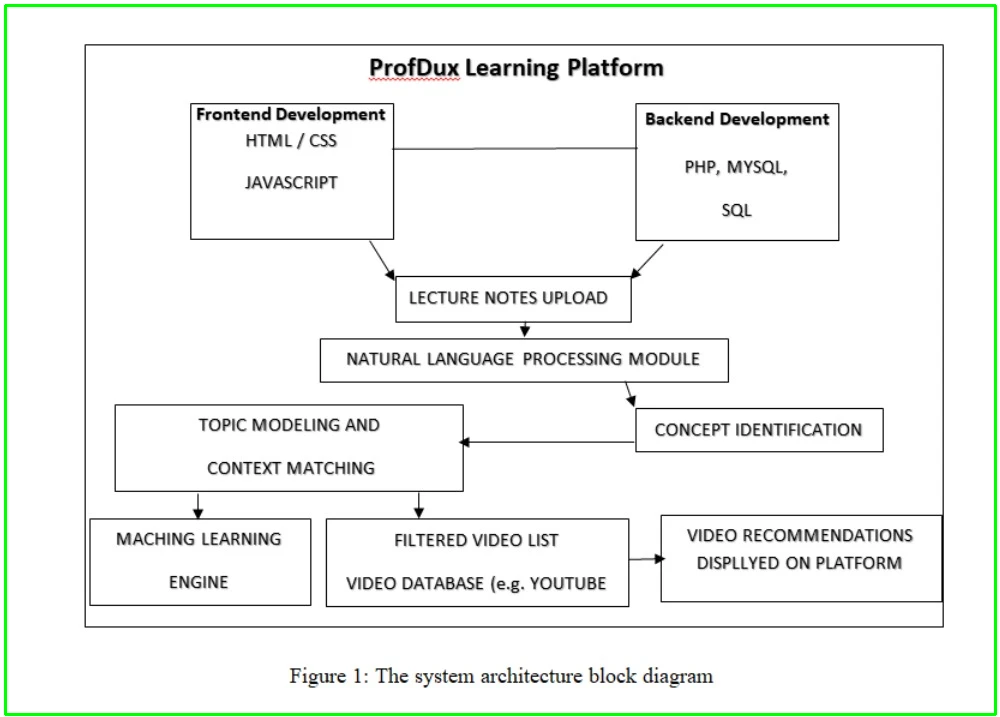 ProfDux Learning Platform
Frontend Development
HTML / CSS
JAVASCRIPT
Backend Development
PHP, MYSQL,
SQL
LECTURE NOTES UPLOAD
NATURAL LANGUAGE PROCESSING MODULE
CONCEPT IDENTIFICATION
TOPIC MODELING AND
CONTEXT MATCHING
MACHING LEARNING
ENGINE
FILTERED VIDEO LIST
VIDEO DATABASE (e.g. YOUTUBE
VIDEO RECOMMENDATIONS
DISPLLYED ON PLATFORM
Figure 1: The system architecture block diagram